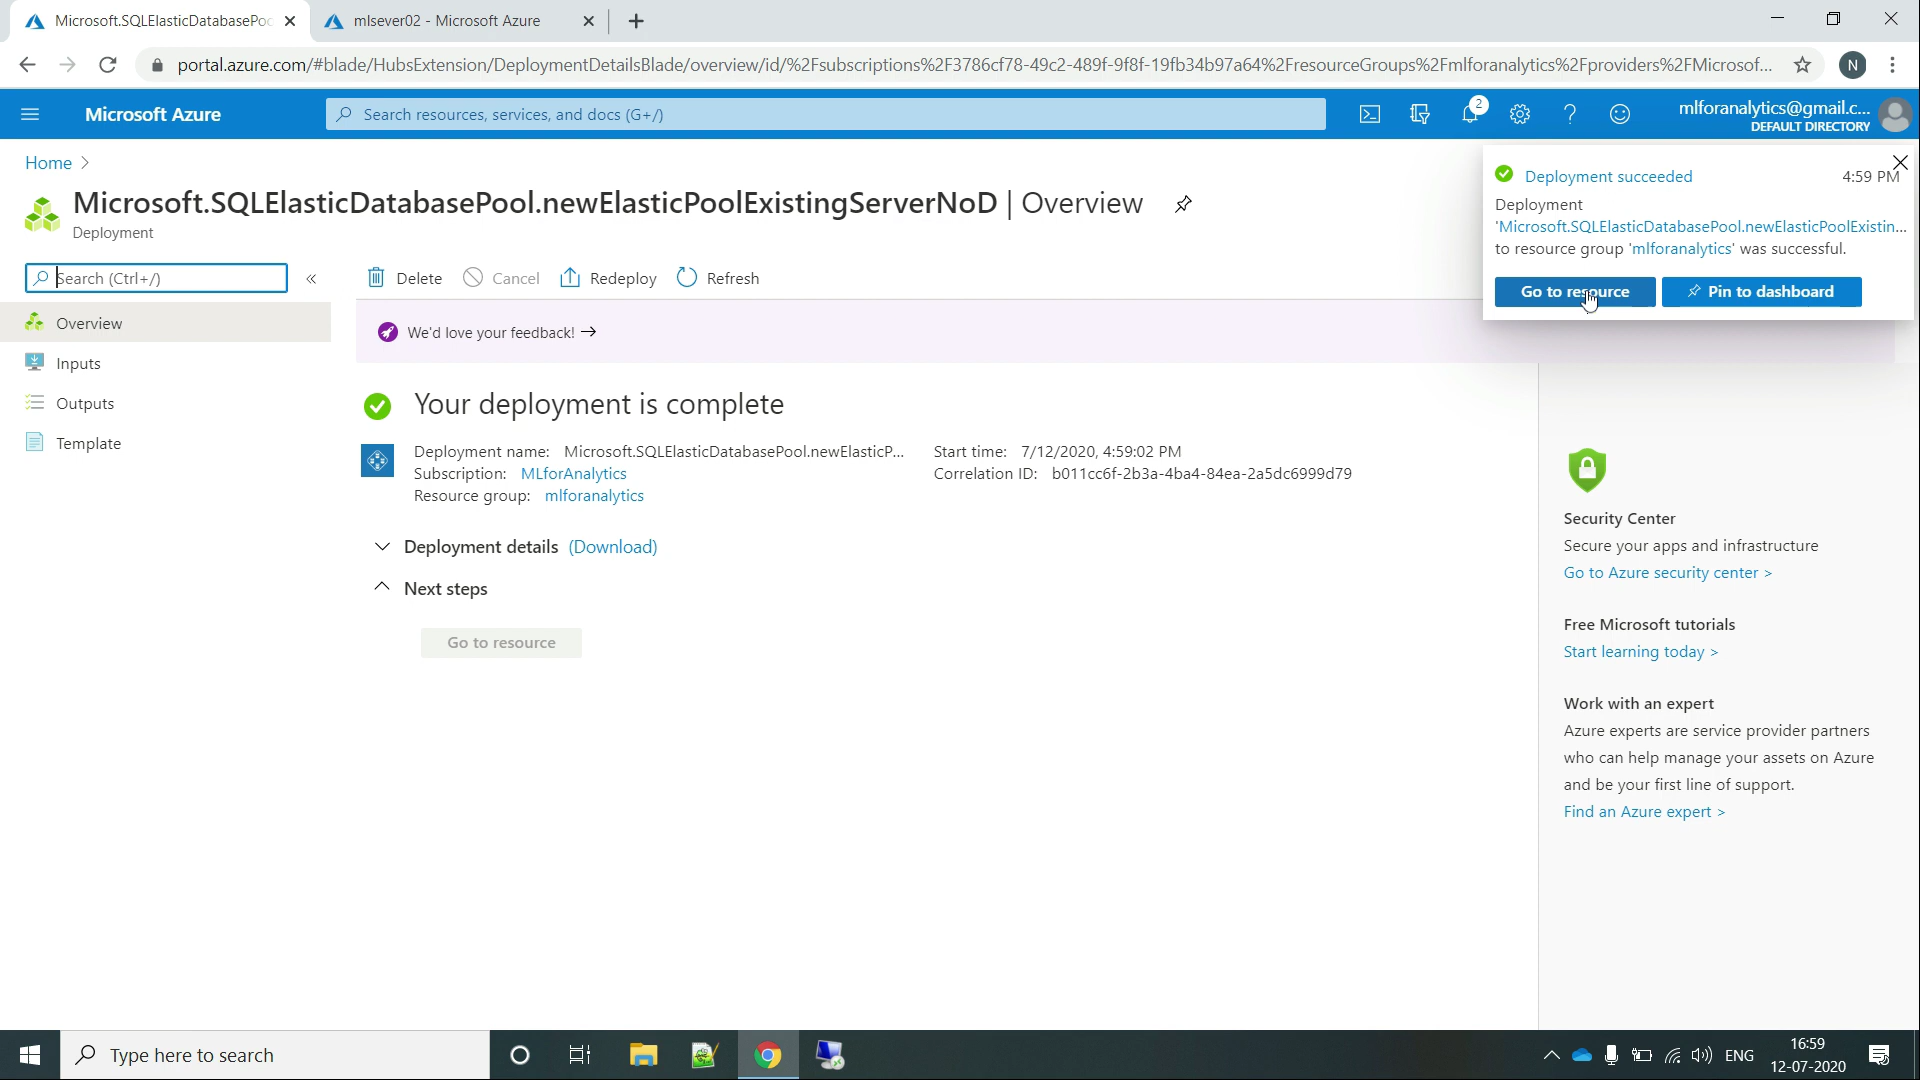 Microsoft.SQLElasticDatabasePoo
mlsever02 - Microsoft Azure
portal.azure.com/#blade/HubsExtension/DeploymentDetailsBlade/overview/id/%2Fsubscriptions%2F3786cf78-49c2-489f-9f8f-19fb34b97a64%2FresourceGroups%2Fmlforanalytics%2Fproviders%2FMicrosof...
N
Microsoft Azure
Search resources, services, and docs (G+/)
2
mlforanalytics@gmail.c...
DEFAULT DIRECTORY
Home >
Microsoft.SQLElasticDatabasePool.newElasticPoolExistingServerNoD | Overview
Deployment
Deployment succeeded 4:59 PM
Deployment
'Microsoft.SQLElasticDatabasePool.newElasticPoolExistin...
to resource group 'mlforanalytics' was successful.
Go to resource
Pin to dashboard
Search (Ctrl+/)
«
Delete
Cancel
Redeploy
Refresh
Overview
Inputs
Outputs
Template
We'd love your feedback! →
Your deployment is complete
Deployment name: Microsoft.SQLElasticDatabasePool.newElasticP...
Subscription: MLforAnalytics
Resource group: mlforanalytics
Start time: 7/12/2020, 4:59:02 PM
Correlation ID: b011cc6f-2b3a-4ba4-84ea-2a5dc6999d79
Deployment details (Download)
Next steps
Go to resource
Security Center
Secure your apps and infrastructure
Go to Azure security center >
Free Microsoft tutorials
Start learning today >
Work with an expert
Azure experts are service provider partners
who can help manage your assets on Azure
and be your first line of support.
Find an Azure expert >
Type here to search
ENG
16:59
12-07-2020